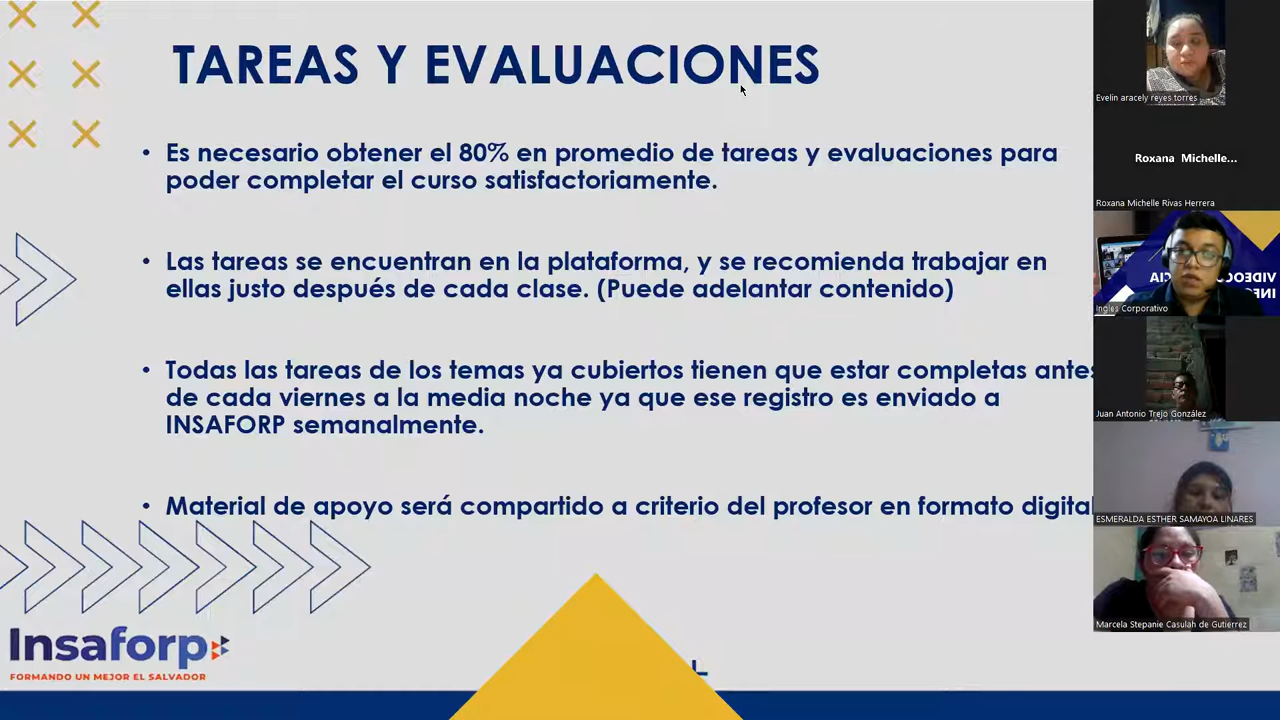 TAREAS Y EVALUACIONES
• Es necesario obtener el 80% en promedio de tareas y evaluaciones para
poder completar el curso satisfactoriamente.
• Las tareas se encuentran en la plataforma, y se recomienda trabajar en
ellas justo después de cada clase. (Puede adelantar contenido)
• Todas las tareas de los temas ya cubiertos tienen que estar completas antes
de cada viernes a la media noche ya que ese registro es enviado a
INSAFORP semanalmente.
• Material de apoyo será compartido a criterio del profesor en formato digital
Insaforp
FORMANDO UN MEJOR EL SALVADOR
L
Evelin aracely reyes torres
Roxana Michelle...
Roxana Michelle Rivas Herrera
Ingles Corporativo
Juan Antonio Trejo González
ESMERALDA ESTHER SAMAYOA LINARES
Marcela Stepanie Casulah de Gutierrez